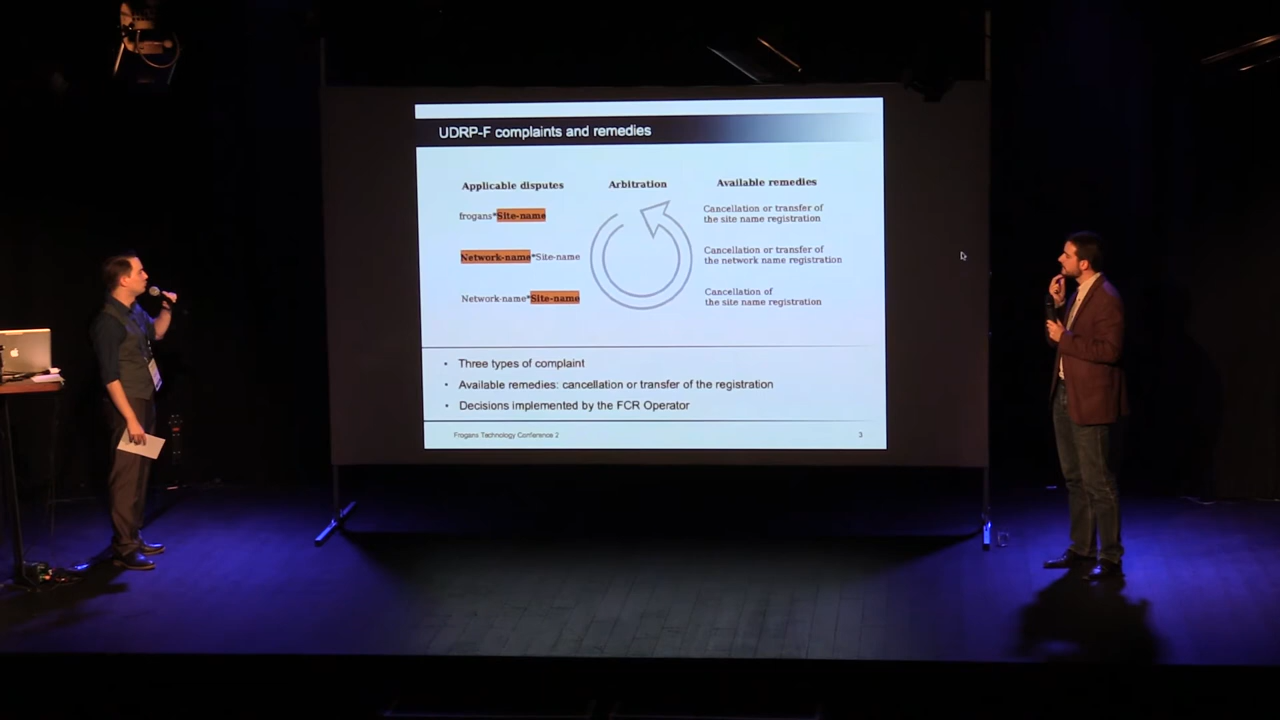 UDRP-F complaints and remedies
Applicable disputes
Arbitration
Available remedies
frogans*Site-name
Cancellation or transfer of
the site name registration
Network-name*Site-name
Cancellation or transfer of
the network name registration
Network-name*Site-name
Cancellation of
the site name registration
• Three types of complaint
• Available remedies: cancellation or transfer of the registration
• Decisions implemented by the FCR Operator
Frogans Technology Conference 2
3